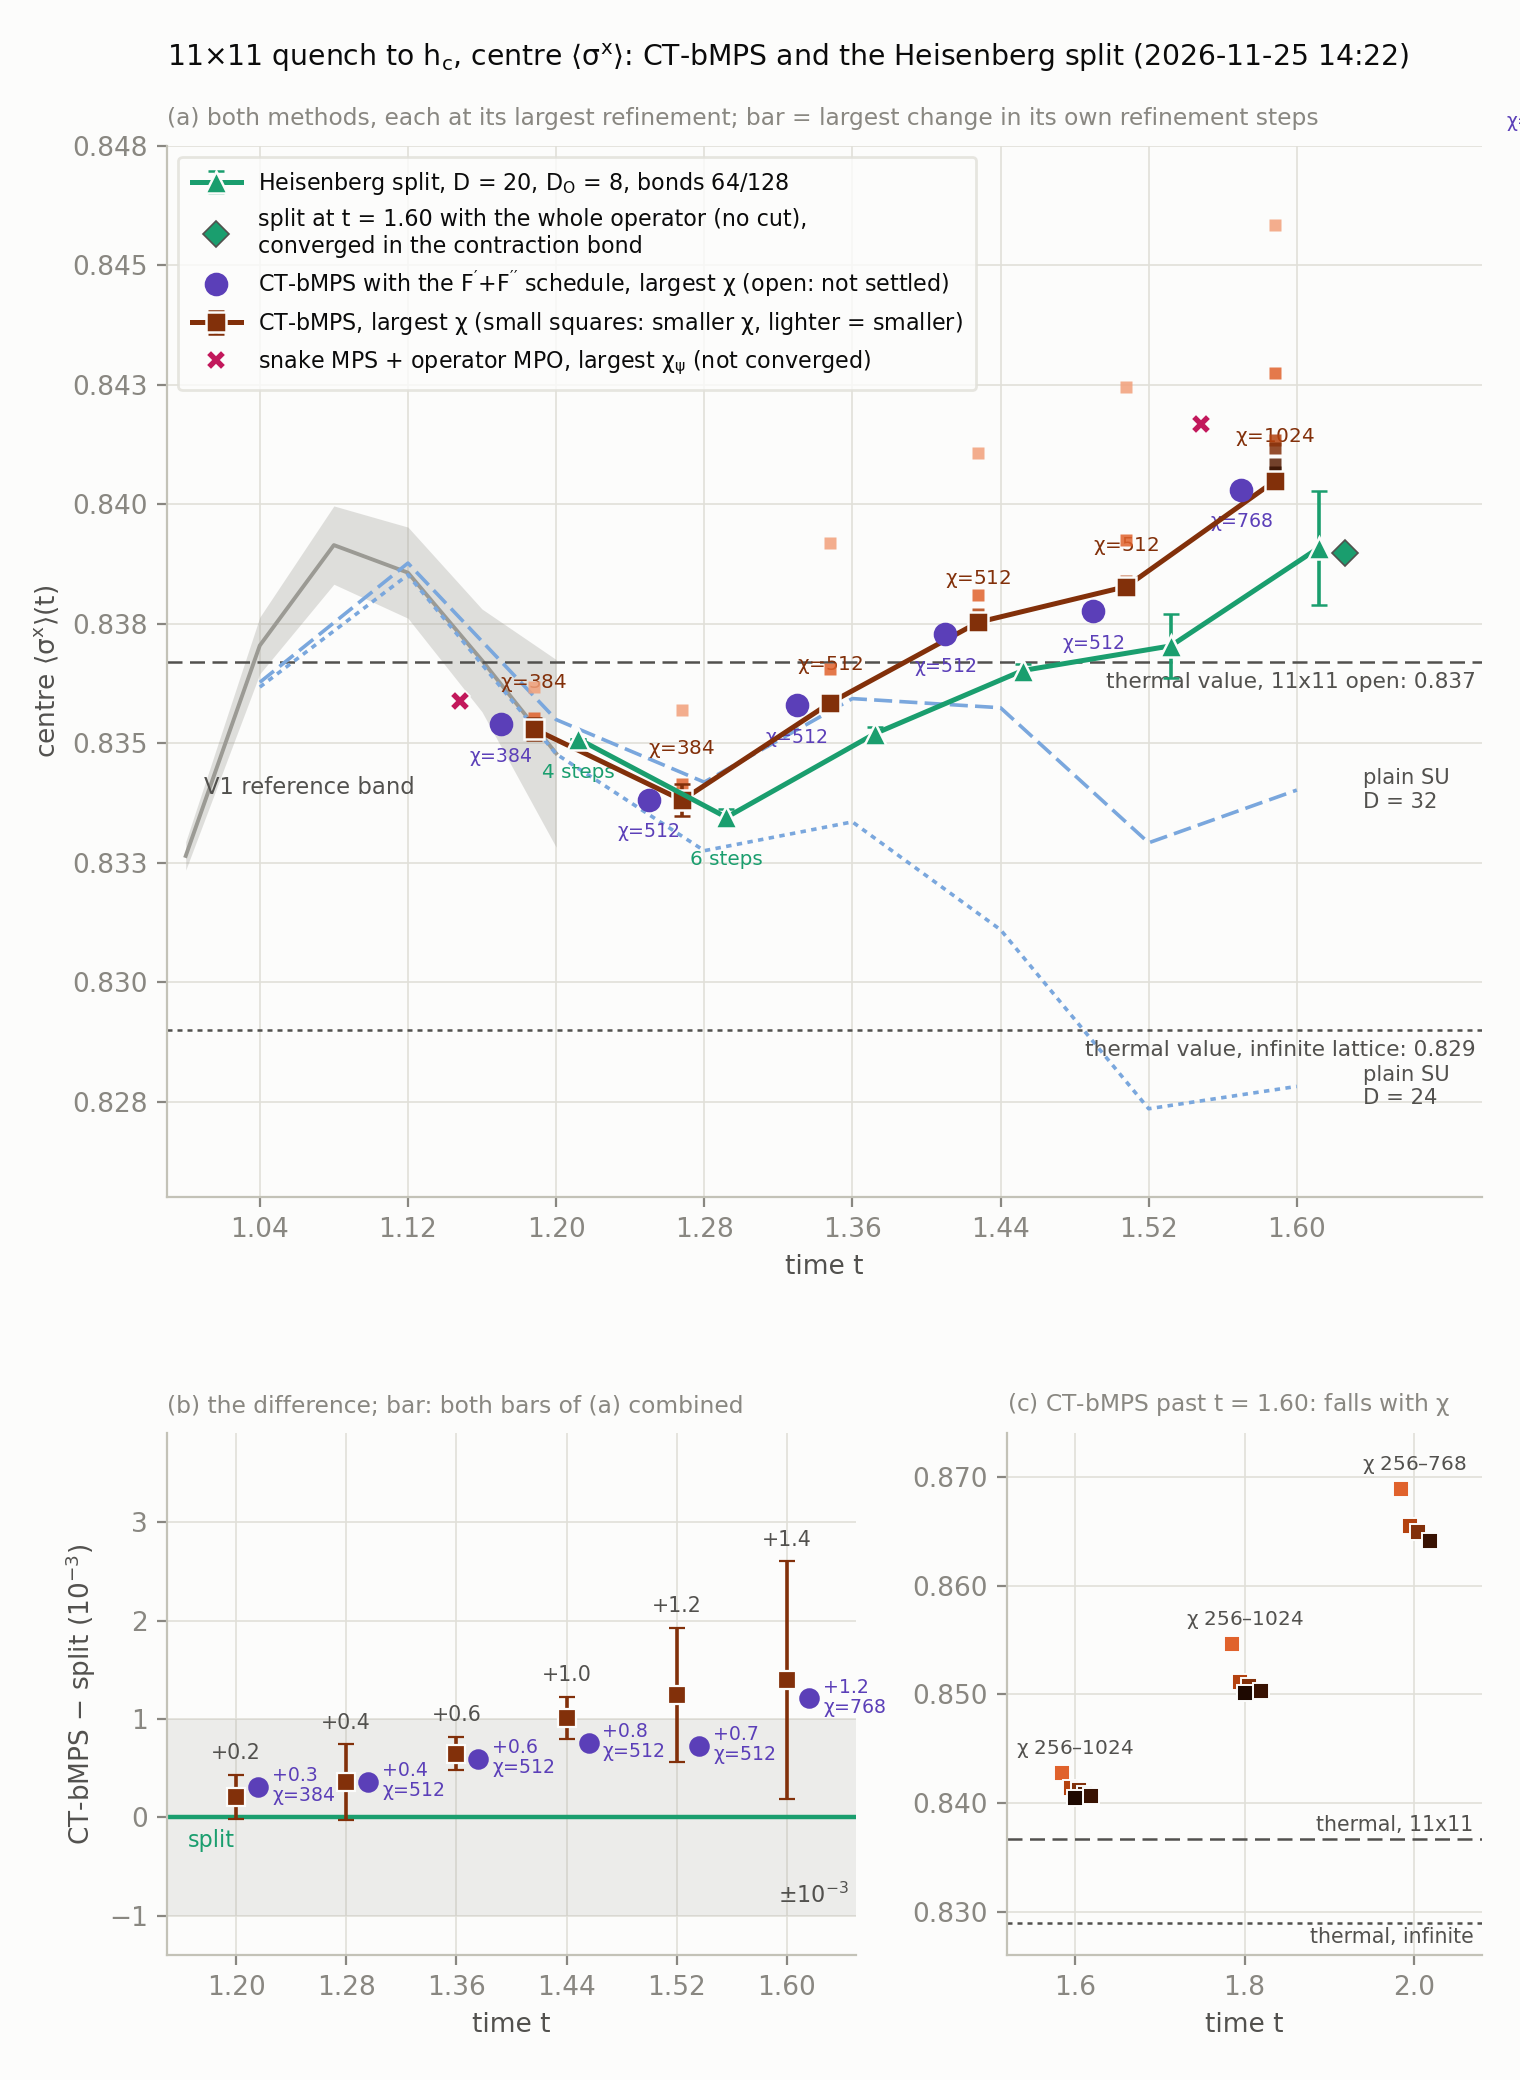 11×11 quench to h_c, centre ⟨σ^x⟩: CT-bMPS and the Heisenberg split (2026-11-25 14:22)
(a) both methods, each at its largest refinement; bar = largest change in its own refinement steps
χ=
0.848
0.845
0.843
0.840
0.838
0.835
0.833
0.830
0.828
centre ⟨σ^x⟩(t)
Heisenberg split, D = 20, D_O = 8, bonds 64/128
split at t = 1.60 with the whole operator (no cut),
converged in the contraction bond
CT-bMPS with the F′+F′′ schedule, largest χ (open: not settled)
CT-bMPS, largest χ (small squares: smaller χ, lighter = smaller)
snake MPS + operator MPO, largest χ_ψ (not converged)
χ=1024
χ=768
χ=512
χ=512
χ=512
χ=512
χ=512
χ=512
thermal value, 11x11 open: 0.837
χ=384
χ=384
χ=384
χ=512
4 steps
6 steps
V1 reference band
plain SU
D = 32
thermal value, infinite lattice: 0.829
plain SU
D = 24
1.04
1.12
1.20
1.28
1.36
1.44
1.52
1.60
time t
(b) the difference; bar: both bars of (a) combined
3
2
1
0
−1
CT-bMPS − split (10⁻³)
+0.2
+0.4
+0.6
+1.0
+1.2
+1.4
+0.3
χ=384
+0.4
χ=512
+0.6
χ=512
+0.8
χ=512
+0.7
χ=512
+1.2
χ=768
split
±10⁻³
1.20
1.28
1.36
1.44
1.52
1.60
time t
(c) CT-bMPS past t = 1.60: falls with χ
0.870
0.860
0.850
0.840
0.830
χ 256–768
χ 256–1024
χ 256–1024
thermal, 11x11
thermal, infinite
1.6
1.8
2.0
time t